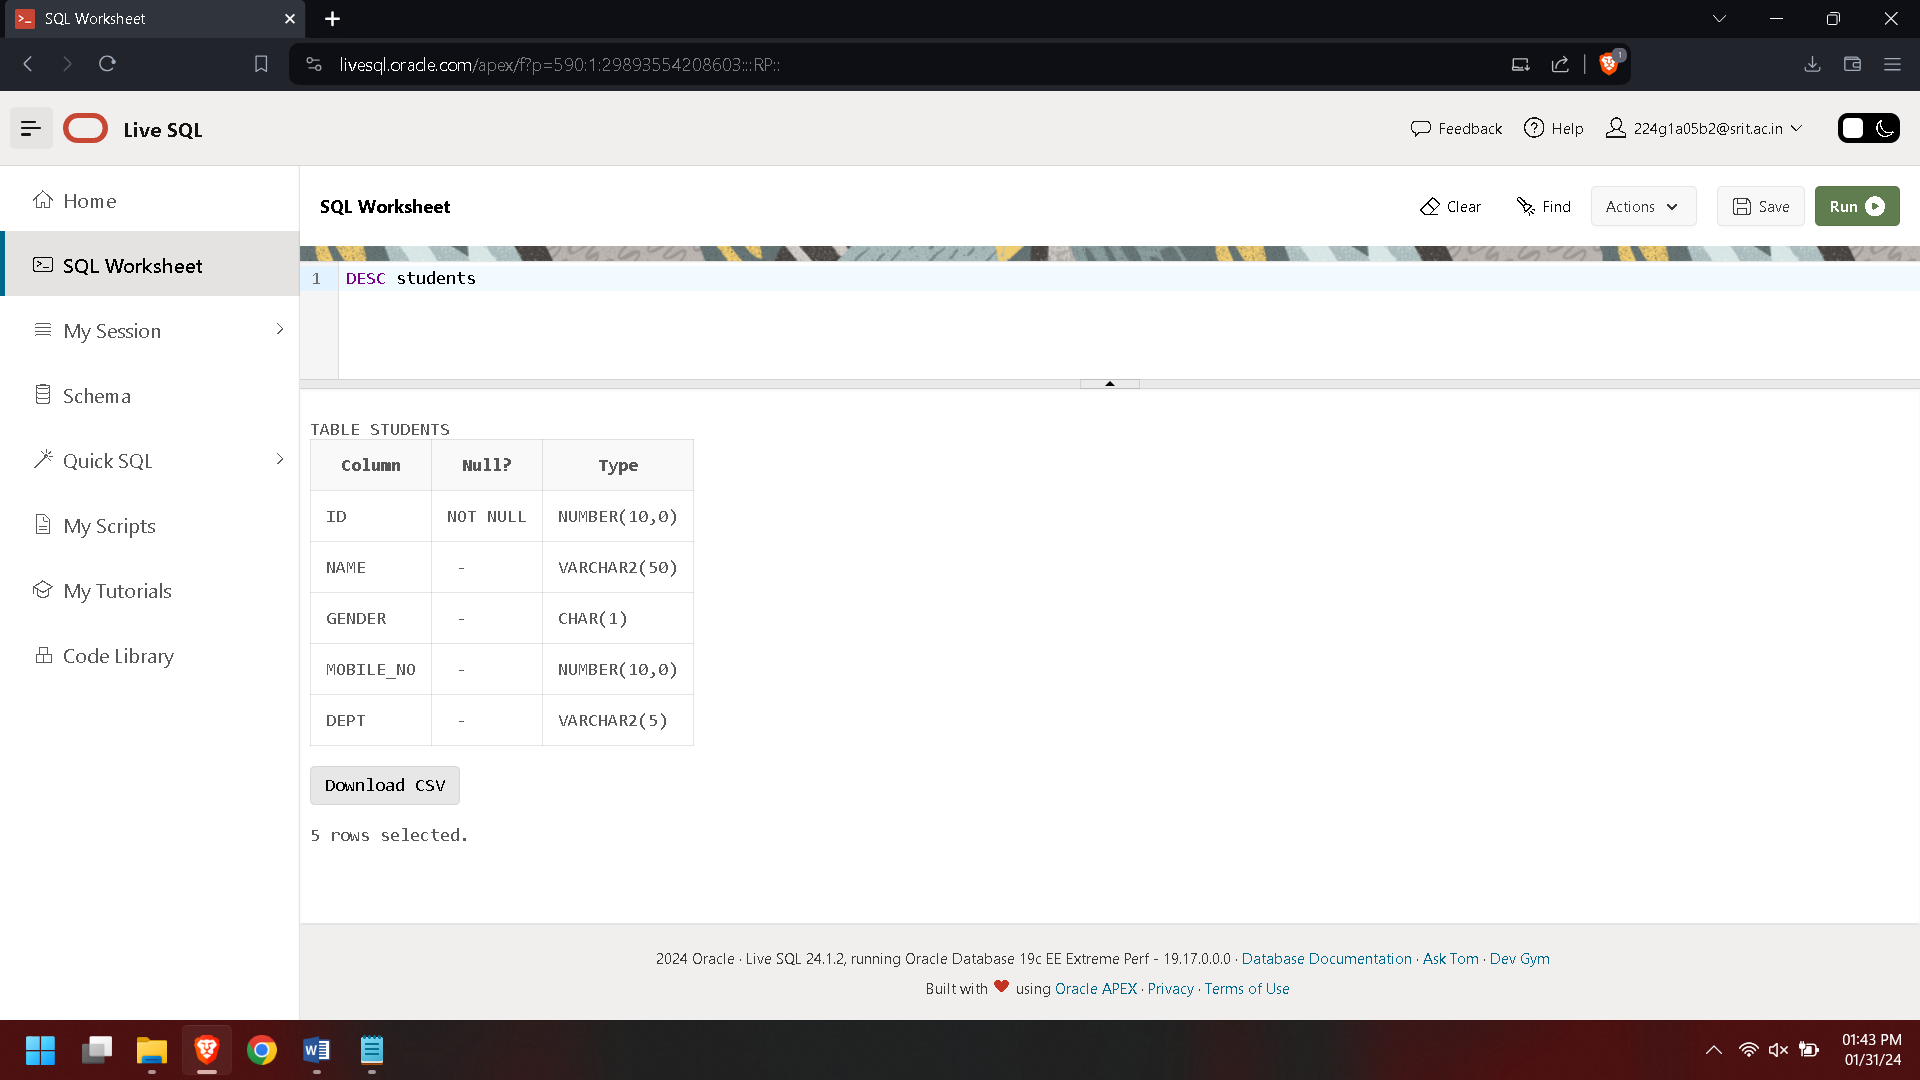 SQL Worksheet
livesql.oracle.com/apex/f?p=590:1:29893554208603:::RP::
1
Live SQL
Feedback
Help
224g1a05b2@srit.ac.in
Home
SQL Worksheet
My Session
Schema
Quick SQL
My Scripts
My Tutorials
Code Library
SQL Worksheet
Clear
Find
Actions
Save
Run
1 DESC students
TABLE STUDENTS
Column Null? Type
ID NOT NULL NUMBER(10,0)
NAME - VARCHAR2(50)
GENDER - CHAR(1)
MOBILE_NO - NUMBER(10,0)
DEPT - VARCHAR2(5)
Download CSV
5 rows selected.
2024 Oracle · Live SQL 24.1.2, running Oracle Database 19c EE Extreme Perf - 19.17.0.0.0 · Database Documentation · Ask Tom · Dev Gym
Built with ❤ using Oracle APEX · Privacy · Terms of Use
01:43 PM
01/31/24